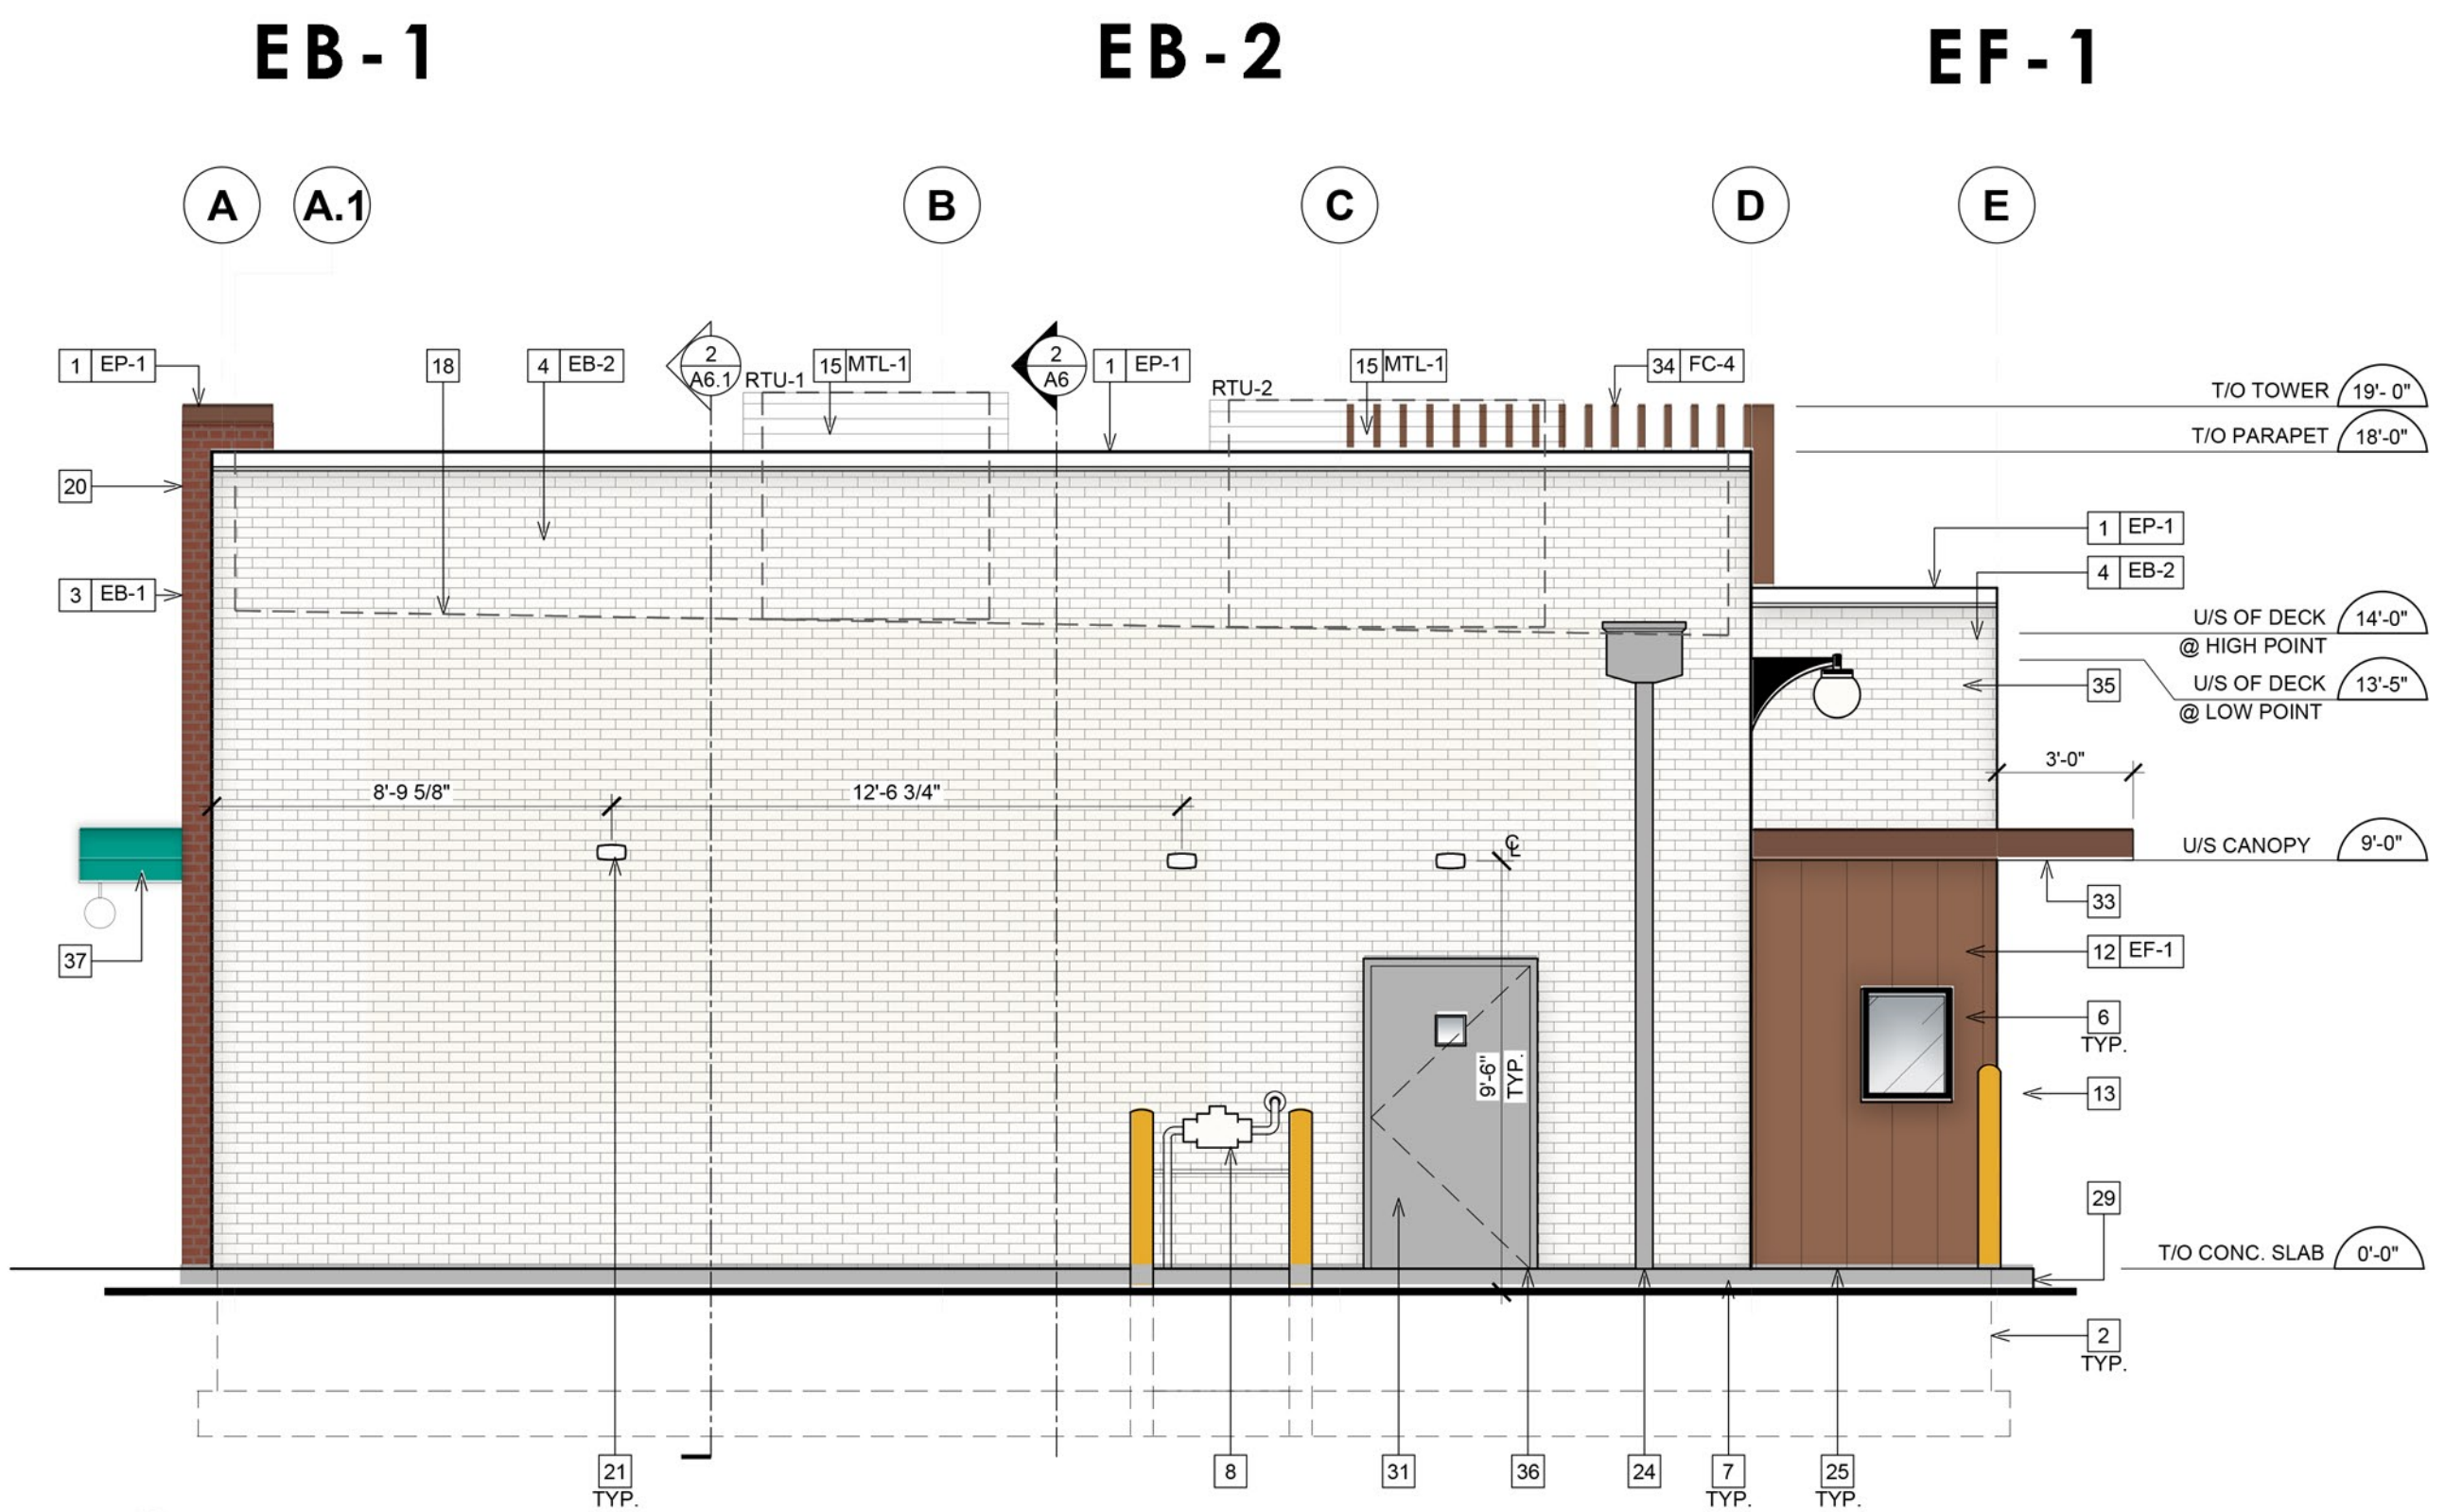 EB-1 EB-2 EF-1
A A.1 B C D E
1 EP-1
18
4 EB-2
2
A6.1
RTU-1
15 MTL-1
2
A6
1 EP-1
RTU-2
15 MTL-1
34 FC-4
T/O TOWER 19'- 0"
T/O PARAPET 18'-0"
20
1 EP-1
4 EB-2
3 EB-1
U/S OF DECK 14'-0"
@ HIGH POINT
35
U/S OF DECK 13'-5"
@ LOW POINT
3'-0"
8'-9 5/8"
12'-6 3/4"
℄
U/S CANOPY 9'-0"
33
37
12 EF-1
6
TYP.
9'-6"
TYP.
13
29
T/O CONC. SLAB 0'-0"
2
TYP.
21
TYP.
8
31
36
24
7
TYP.
25
TYP.